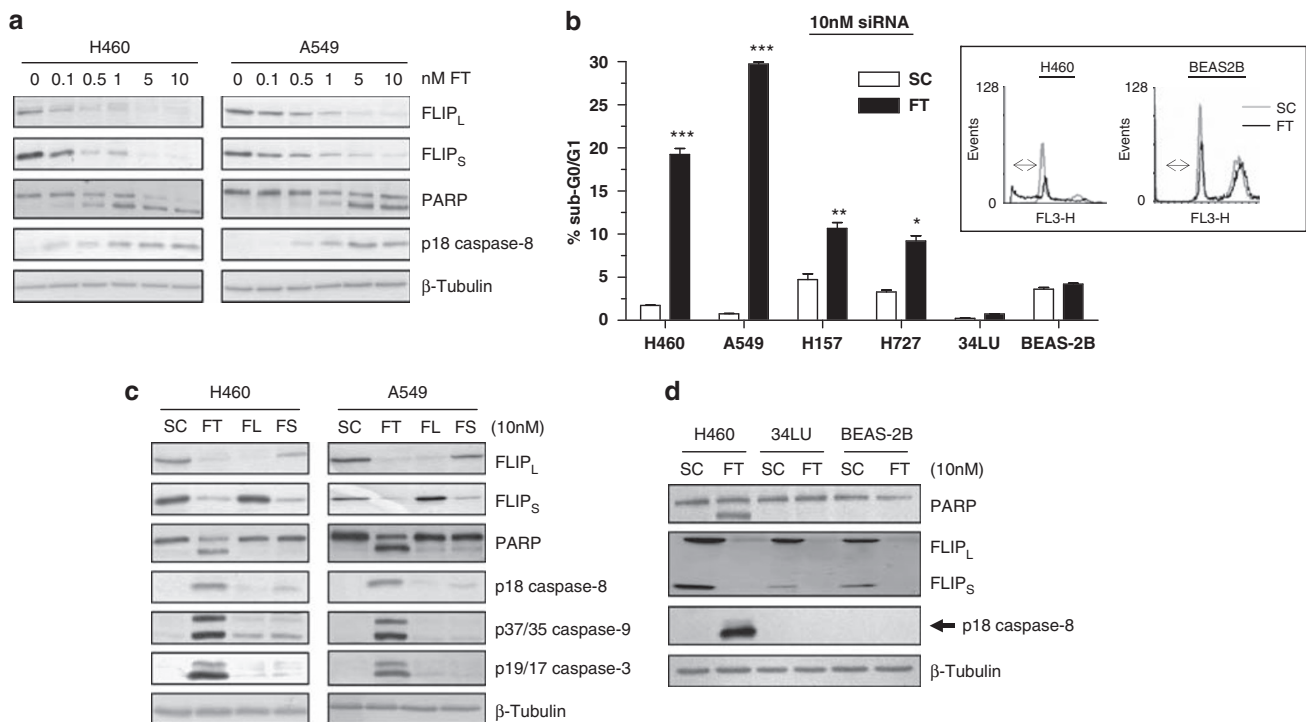 a
H460
A549
0 0.1 0.5 1 5 10
0 0.1 0.5 1 5 10
nM FT
FLIPL
FLIPS
PARP
p18 caspase-8
β-Tubulin
b
10nM siRNA
% sub-G0/G1
30
25
20
15
10
5
0
***
***
**
*
SC
FT
H460
A549
H157
H727
34LU
BEAS-2B
H460
BEAS2B
128
128
Events
Events
0
0
FL3-H
FL3-H
SC
FT
c
H460
A549
SC FT FL FS
SC FT FL FS
(10nM)
FLIPL
FLIPS
PARP
p18 caspase-8
p37/35 caspase-9
p19/17 caspase-3
β-Tubulin
d
H460 34LU BEAS-2B
SC FT SC FT SC FT
(10nM)
PARP
FLIPL
FLIPS
p18 caspase-8
β-Tubulin